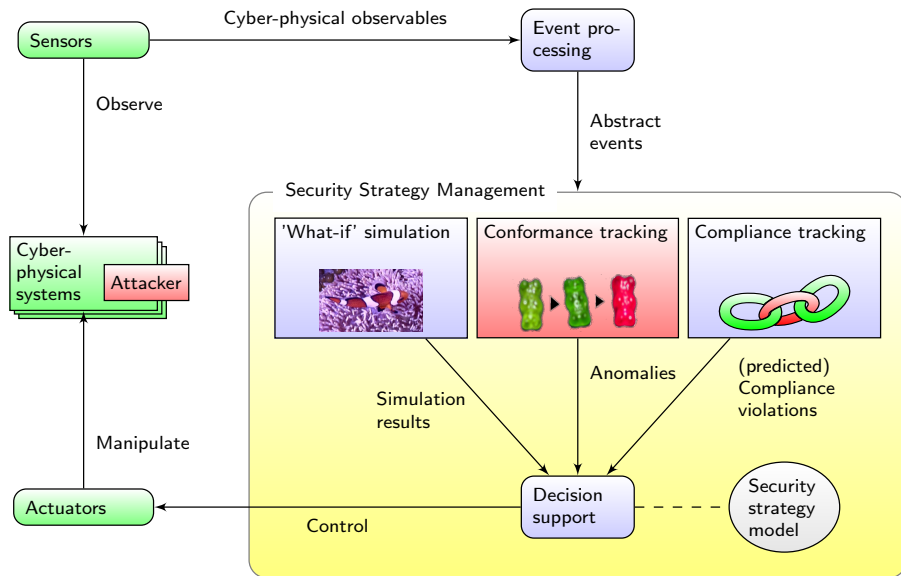 Cyber-physical observables
Sensors
Event pro-
cessing
Observe
Abstract
events
Security Strategy Management
'What-if' simulation
Conformance tracking
Compliance tracking
Cyber-
physical
systems
Attacker
Simulation
results
Anomalies
(predicted)
Compliance
violations
Manipulate
Actuators
Control
Decision
support
Security
strategy
model